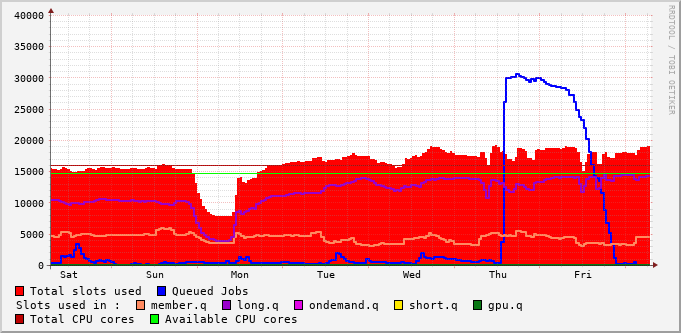 40000
35000
30000
25000
20000
15000
10000
5000
0
Sat Sun Mon Tue Wed Thu Fri
Total slots used Queued Jobs
Slots used in : member.q long.q ondemand.q short.q gpu.q
Total CPU cores Available CPU cores
RRDTOOL / TOBI OETIKER